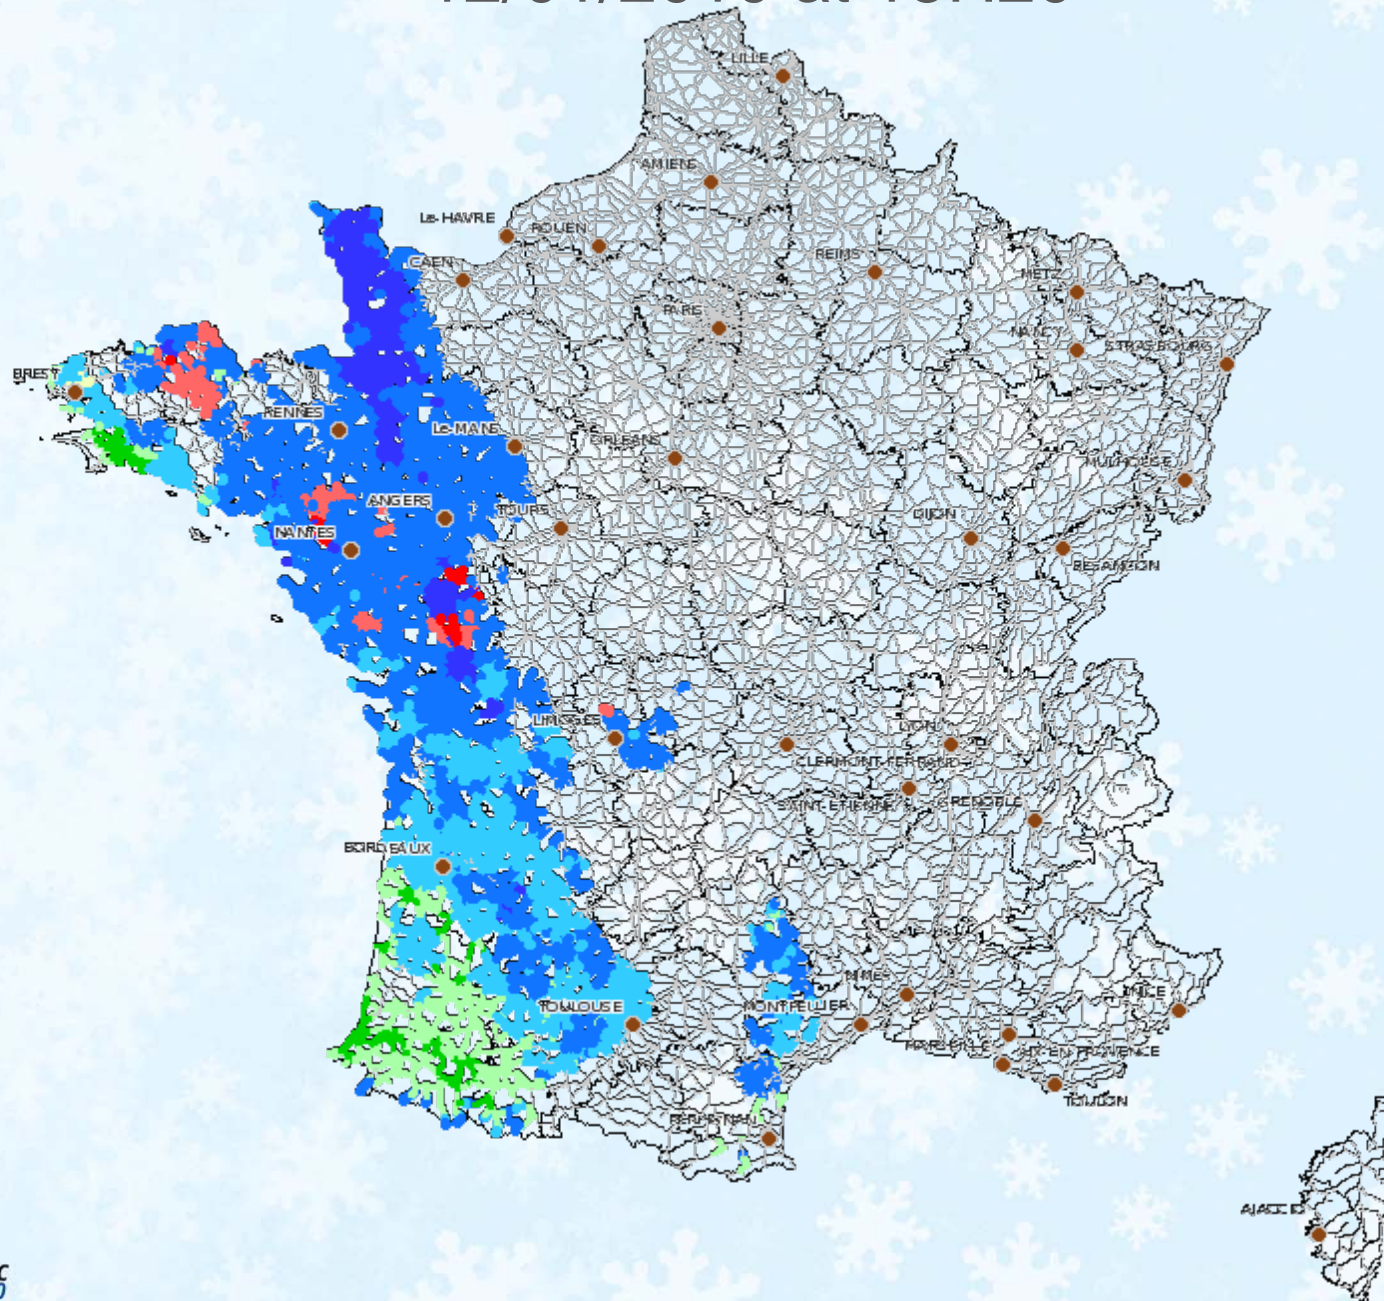 LILLE
AMIENS
Le-HAVRE
ROUEN
CAEN
REIMS
METZ
PARIS
NANCY
STRASBOURG
BREST
RENNES
Le-MANS
ORLEANS
MULHOUSE
ANGERS
TOURS
DIJON
NANTES
BESANCON
LIMOGES
LYON
CLERMONT-FERRAND
SAINT-ETIENNE
GRENOBLE
BORDEAUX
NIMES
NICE
TOULOUSE
MONTPELLIER
MARSEILLE
AIX-EN-PROVENCE
TOULON
PERPIGNAN
AJACCIO